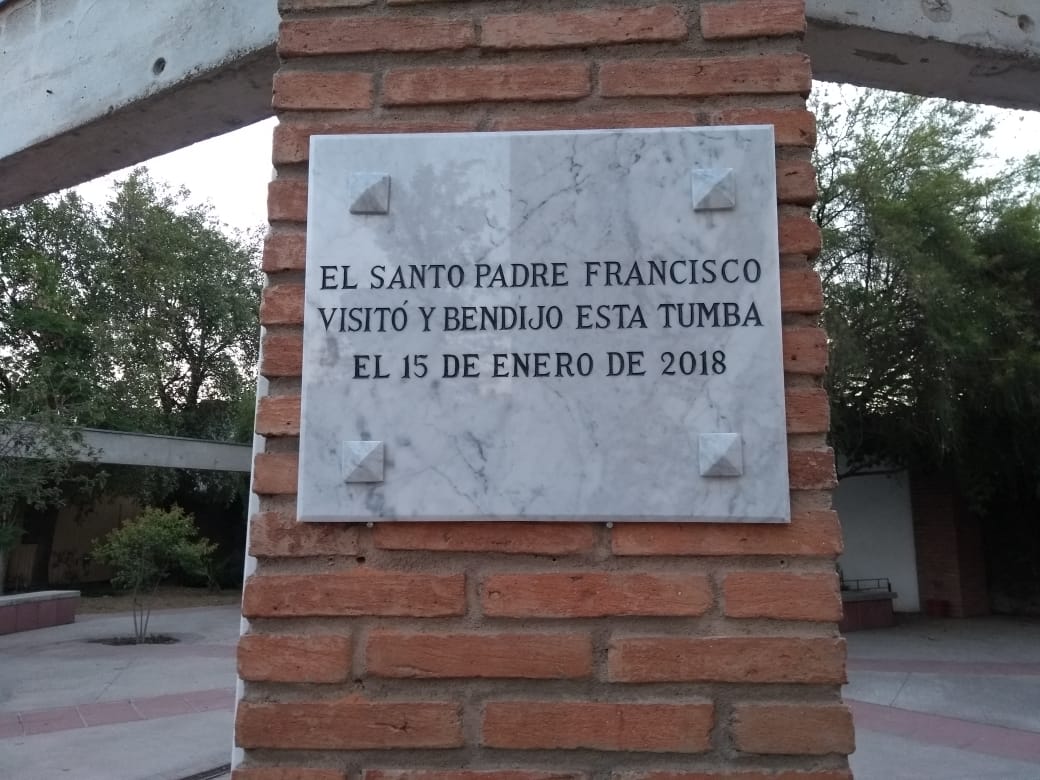 EL SANTO PADRE FRANCISCO
VISITÓ Y BENDIJO ESTA TUMBA
EL 15 DE ENERO DE 2018